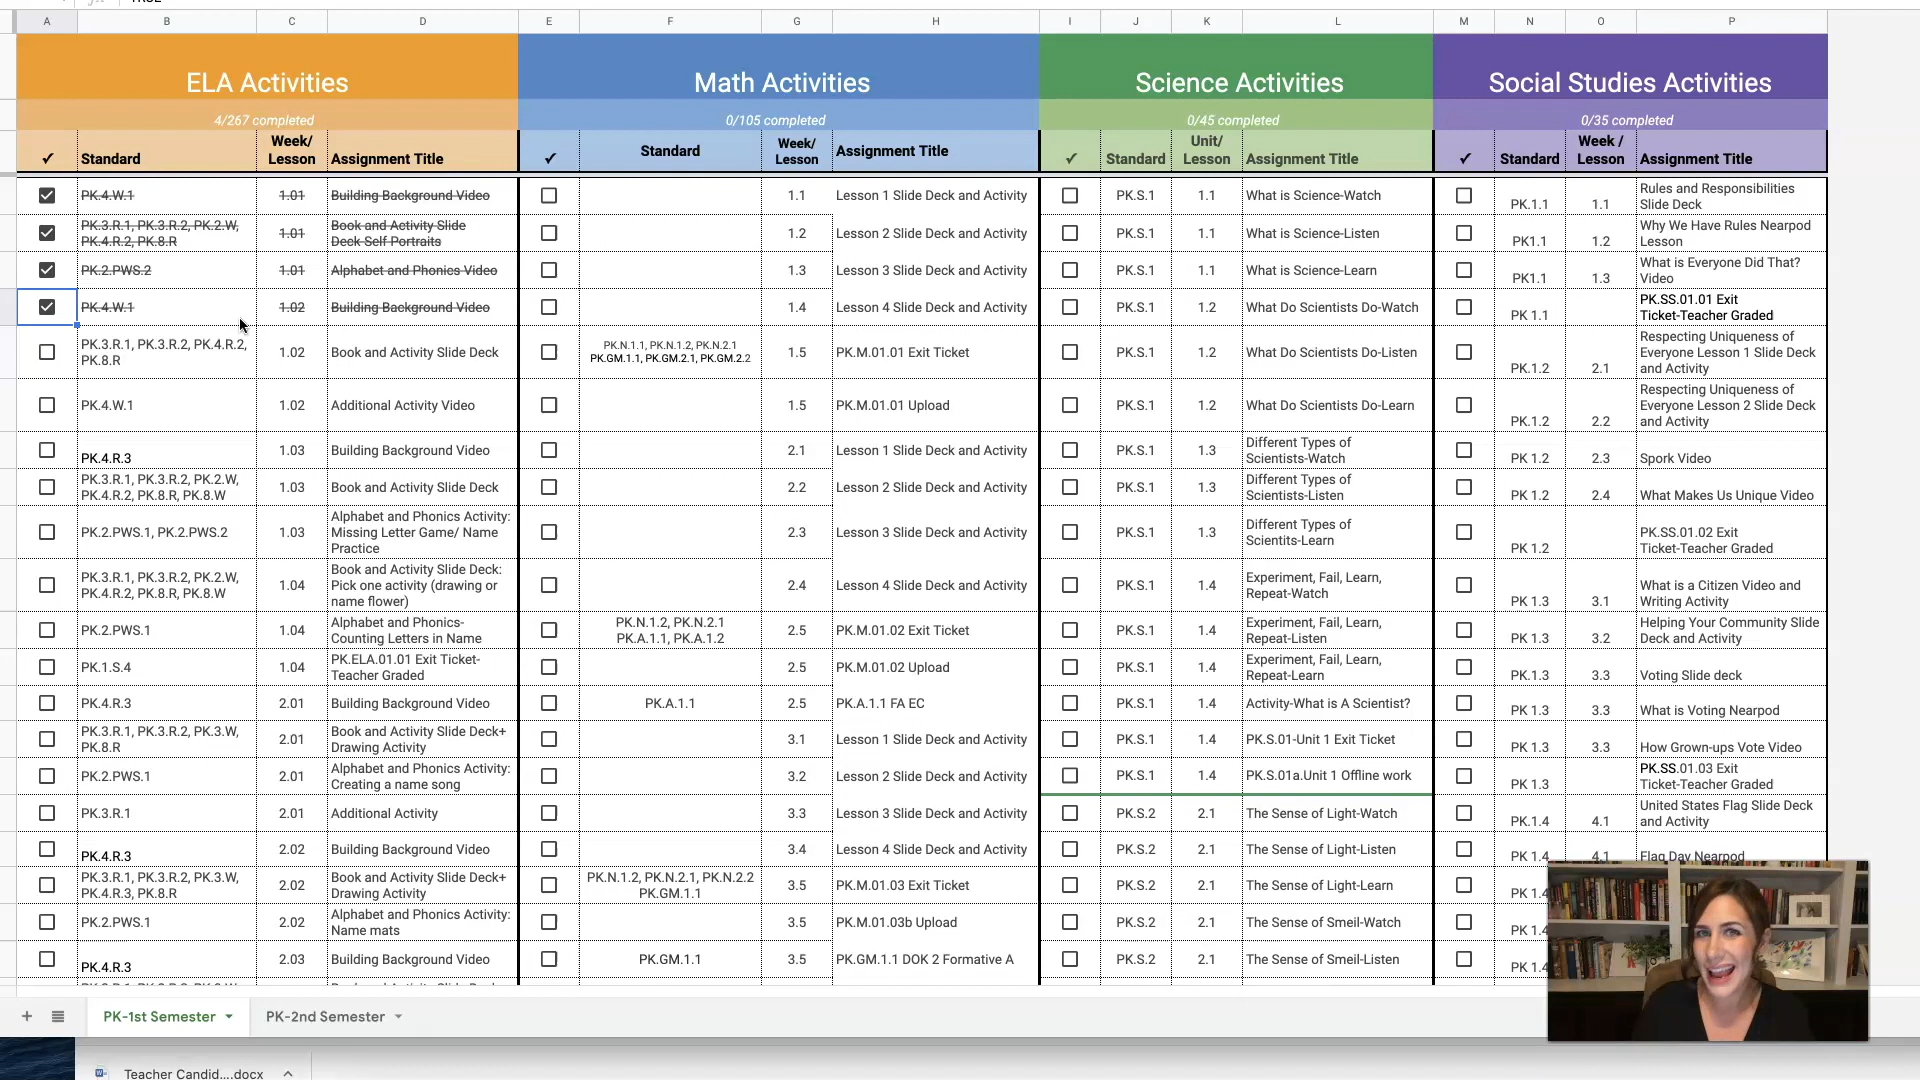 A B C D E F G H I J K L M N O P
ELA Activities Math Activities Science Activities Social Studies Activities
4/267 completed 0/105 completed 0/45 completed 0/35 completed
✓ Standard Week/ Lesson Assignment Title ✓ Standard Week/ Lesson Assignment Title ✓ Standard Unit/ Lesson Assignment Title ✓ Standard Week / Lesson Assignment Title
PK.4.W.1 1.01 Building Background Video 1.1 Lesson 1 Slide Deck and Activity PK.S.1 1.1 What is Science-Watch PK.1.1 1.1 Rules and Responsibilities Slide Deck
PK.3.R.1, PK.3.R.2, PK.2.W, PK.4.R.2, PK.8.R 1.01 Book and Activity Slide Deck Self Portraits 1.2 Lesson 2 Slide Deck and Activity PK.S.1 1.1 What is Science-Listen PK1.1 1.2 Why We Have Rules Nearpod Lesson
PK.2.PWS.2 1.01 Alphabet and Phonics Video 1.3 Lesson 3 Slide Deck and Activity PK.S.1 1.1 What is Science-Learn PK1.1 1.3 What is Everyone Did That? Video
PK.4.W.1 1.02 Building Background Video 1.4 Lesson 4 Slide Deck and Activity PK.S.1 1.2 What Do Scientists Do-Watch PK 1.1 PK.SS.01.01 Exit Ticket-Teacher Graded
PK.3.R.1, PK.3.R.2, PK.4.R.2, PK.8.R 1.02 Book and Activity Slide Deck PK.N.1.1, PK.N.1.2, PK.N.2.1 PK.GM.1.1, PK.GM.2.1, PK.GM.2.2 1.5 PK.M.01.01 Exit Ticket PK.S.1 1.2 What Do Scientists Do-Listen PK.1.2 2.1 Respecting Uniqueness of Everyone Lesson 1 Slide Deck and Activity
PK.4.W.1 1.02 Additional Activity Video 1.5 PK.M.01.01 Upload PK.S.1 1.2 What Do Scientists Do-Learn PK.1.2 2.2 Respecting Uniqueness of Everyone Lesson 2 Slide Deck and Activity
PK.4.R.3 1.03 Building Background Video 2.1 Lesson 1 Slide Deck and Activity PK.S.1 1.3 Different Types of Scientists-Watch PK 1.2 2.3 Spork Video
PK.3.R.1, PK.3.R.2, PK.2.W, PK.4.R.2, PK.8.R, PK.8.W 1.03 Book and Activity Slide Deck 2.2 Lesson 2 Slide Deck and Activity PK.S.1 1.3 Different Types of Scientists-Listen PK 1.2 2.4 What Makes Us Unique Video
PK.2.PWS.1, PK.2.PWS.2 1.03 Alphabet and Phonics Activity: Missing Letter Game/ Name Practice 2.3 Lesson 3 Slide Deck and Activity PK.S.1 1.3 Different Types of Scientits-Learn PK 1.2 PK.SS.01.02 Exit Ticket-Teacher Graded
PK.3.R.1, PK.3.R.2, PK.2.W, PK.4.R.2, PK.8.R, PK.8.W 1.04 Book and Activity Slide Deck: Pick one activity (drawing or name flower) 2.4 Lesson 4 Slide Deck and Activity PK.S.1 1.4 Experiment, Fail, Learn, Repeat-Watch PK 1.3 3.1 What is a Citizen Video and Writing Activity
PK.2.PWS.1 1.04 Alphabet and Phonics- Counting Letters in Name PK.N.1.2, PK.N.2.1 PK.A.1.1, PK.A.1.2 2.5 PK.M.01.02 Exit Ticket PK.S.1 1.4 Experiment, Fail, Learn, Repeat-Listen PK 1.3 3.2 Helping Your Community Slide Deck and Activity
PK.1.S.4 1.04 PK.ELA.01.01 Exit Ticket- Teacher Graded 2.5 PK.M.01.02 Upload PK.S.1 1.4 Experiment, Fail, Learn, Repeat-Learn PK.1.3 3.3 Voting Slide deck
PK.4.R.3 2.01 Building Background Video PK.A.1.1 2.5 PK.A.1.1 FA EC PK.S.1 1.4 Activity-What is A Scientist? PK 1.3 3.3 What is Voting Nearpod
PK.3.R.1, PK.3.R.2, PK.3.W, PK.8.R 2.01 Book and Activity Slide Deck+ Drawing Activity 3.1 Lesson 1 Slide Deck and Activity PK.S.1 1.4 PK.S.01-Unit 1 Exit Ticket PK 1.3 3.3 How Grown-ups Vote Video
PK.2.PWS.1 2.01 Alphabet and Phonics Activity: Creating a name song 3.2 Lesson 2 Slide Deck and Activity PK.S.1 1.4 PK.S.01a.Unit 1 Offline work PK 1.3 PK.SS.01.03 Exit Ticket-Teacher Graded
PK.3.R.1 2.01 Additional Activity 3.3 Lesson 3 Slide Deck and Activity PK.S.2 2.1 The Sense of Light-Watch PK.1.4 4.1 United States Flag Slide Deck and Activity
PK.4.R.3 2.02 Building Background Video 3.4 Lesson 4 Slide Deck and Activity PK.S.2 2.1 The Sense of Light-Listen PK 1.4 4.1 Flag Day Nearpod
PK.3.R.1, PK.3.R.2, PK.3.W, PK.4.R.3, PK.8.R 2.02 Book and Activity Slide Deck+ Drawing Activity PK.N.1.2, PK.N.2.1, PK.N.2.2 PK.GM.1.1 3.5 PK.M.01.03 Exit Ticket PK.S.2 2.1 The Sense of Light-Learn PK 1.4
PK.2.PWS.1 2.02 Alphabet and Phonics Activity: Name mats 3.5 PK.M.01.03b Upload PK.S.2 2.1 The Sense of Smeil-Watch PK 1.4
PK.4.R.3 2.03 Building Background Video PK.GM.1.1 3.5 PK.GM.1.1 DOK 2 Formative A PK.S.2 2.1 The Sense of Smeil-Listen PK 1.4
PK-1st Semester PK-2nd Semester
Teacher Candid....docx